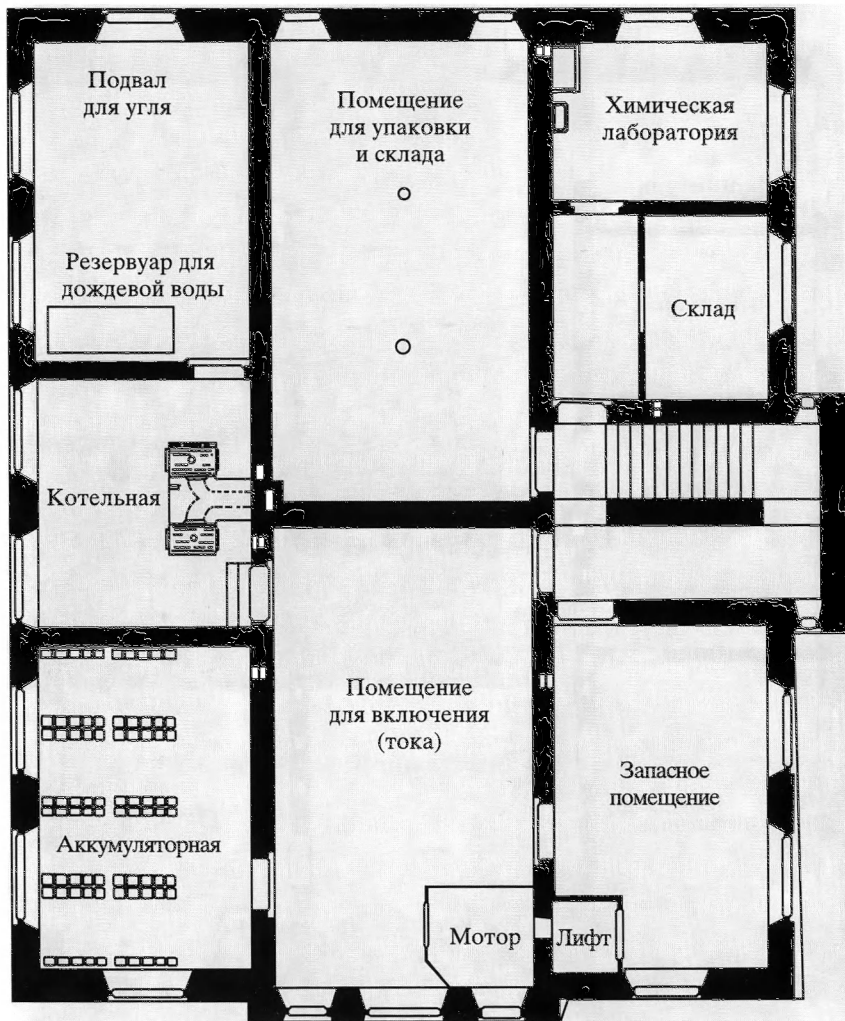 Подвал
для угля
Помещение
для упаковки
и склада
Химическая
лаборатория
Резервуар для
дождевой воды
Склад
Котельная
Помещение
для включения
(тока)
Запасное
помещение
Аккумуляторная
Мотор
Лифт